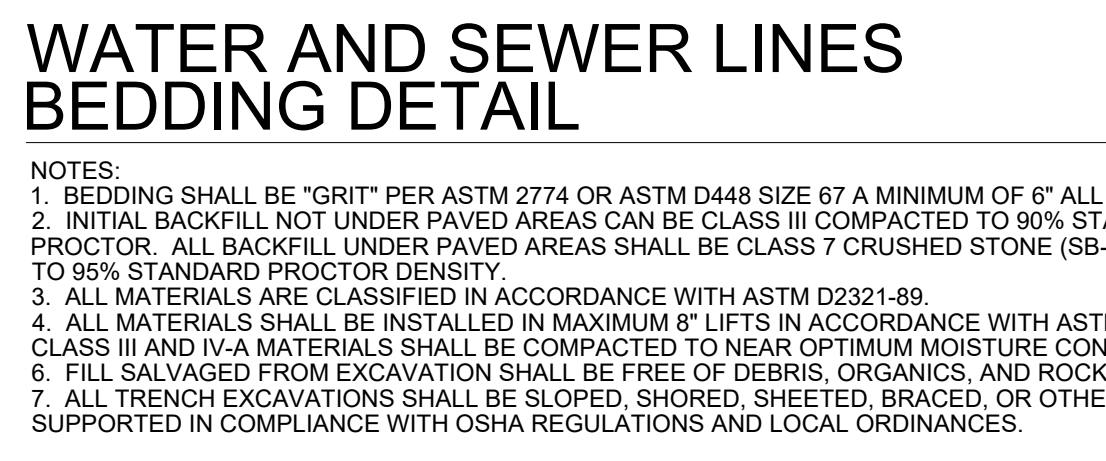 WATER AND SEWER LINES
BEDDING DETAIL
NOTES:
1. BEDDING SHALL BE "GRIT" PER ASTM 2774 OR ASTM D448 SIZE 67 A MINIMUM OF 6" ALL
2. INITIAL BACKFILL NOT UNDER PAVED AREAS CAN BE CLASS III COMPACTED TO 90% STA
PROCTOR. ALL BACKFILL UNDER PAVED AREAS SHALL BE CLASS 7 CRUSHED STONE (SB-
TO 95% STANDARD PROCTOR DENSITY.
3. ALL MATERIALS ARE CLASSIFIED IN ACCORDANCE WITH ASTM D2321-89.
4. ALL MATERIALS SHALL BE INSTALLED IN MAXIMUM 8" LIFTS IN ACCORDANCE WITH AST
CLASS III AND IV-A MATERIALS SHALL BE COMPACTED TO NEAR OPTIMUM MOISTURE CON
6. FILL SALVAGED FROM EXCAVATION SHALL BE FREE OF DEBRIS, ORGANICS, AND ROCK
7. ALL TRENCH EXCAVATIONS SHALL BE SLOPED, SHORED, SHEETED, BRACED, OR OTHE
SUPPORTED IN COMPLIANCE WITH OSHA REGULATIONS AND LOCAL ORDINANCES.